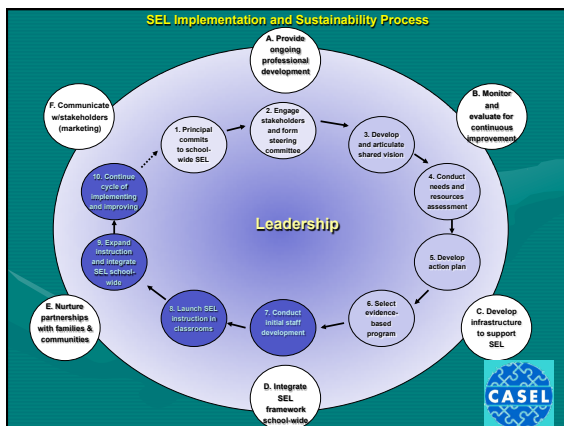 SEL Implementation and Sustainability Process
A. Provide
ongoing
professional
development
B. Monitor
and
evaluate for
continuous
improvement
C. Develop
infrastructure
to support
SEL
D. Integrate
SEL
framework
school-wide
E. Nurture
partnerships
with families &
communities
F. Communicate
w/stakeholders
(marketing)
1. Principal
commits
to school-
wide SEL
2. Engage
stakeholders
and form
steering
committee
3. Develop
and articulate
shared vision
4. Conduct
needs and
resources
assessment
5. Develop
action plan
6. Select
evidence-
based
program
7. Conduct
initial staff
development
8. Launch SEL
instruction in
classrooms
9. Expand
instruction
and integrate
SEL school-
wide
10. Continue
cycle of
implementing
and improving
Leadership
CASEL